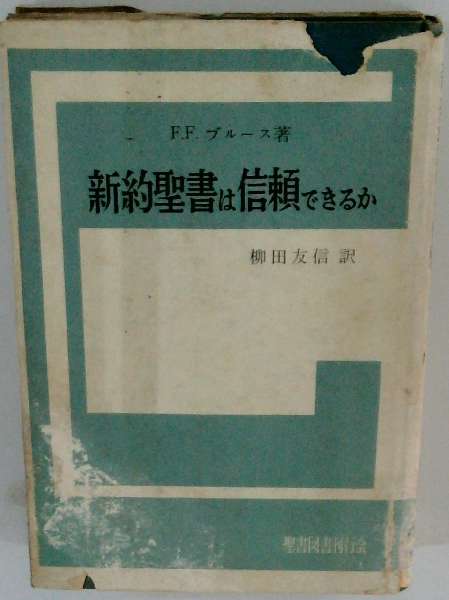 F.F. ブルース著
新約聖書は信頼できるか
柳田友信 訳
聖書図書刊行会